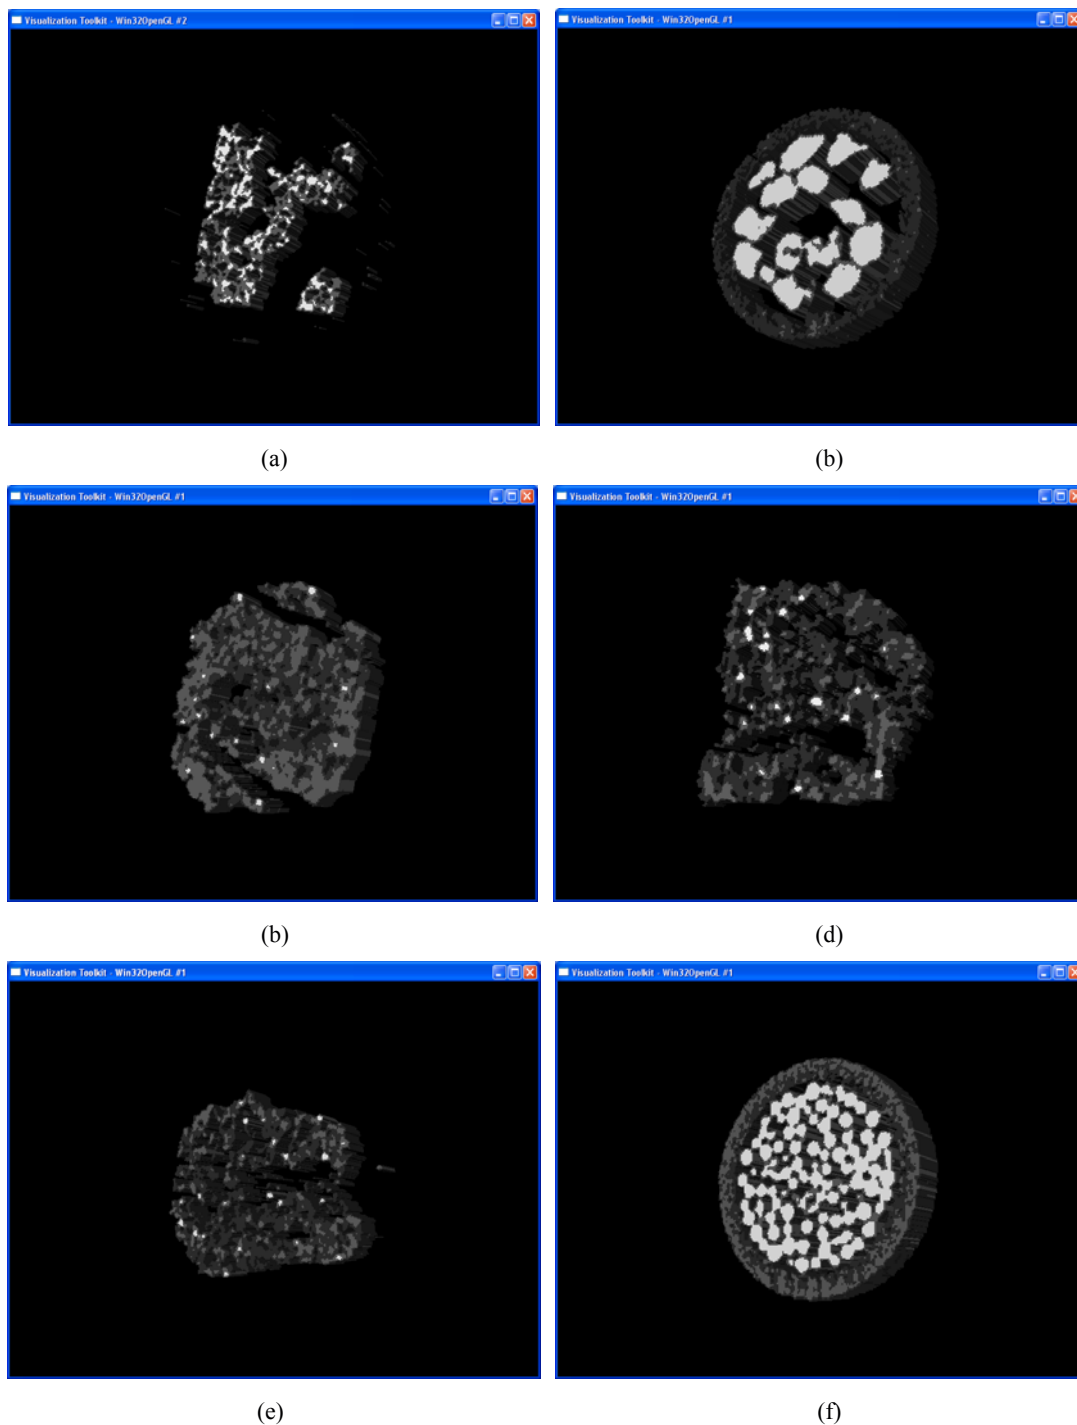 Visualization Toolkit - Win32OpenGL #2
Visualization Toolkit - Win32OpenGL #1
(a)
(b)
Visualization Toolkit - Win32OpenGL #1
Visualization Toolkit - Win32OpenGL #1
(b)
(d)
Visualization Toolkit - Win32OpenGL #1
Visualization Toolkit - Win32OpenGL #1
(e)
(f)